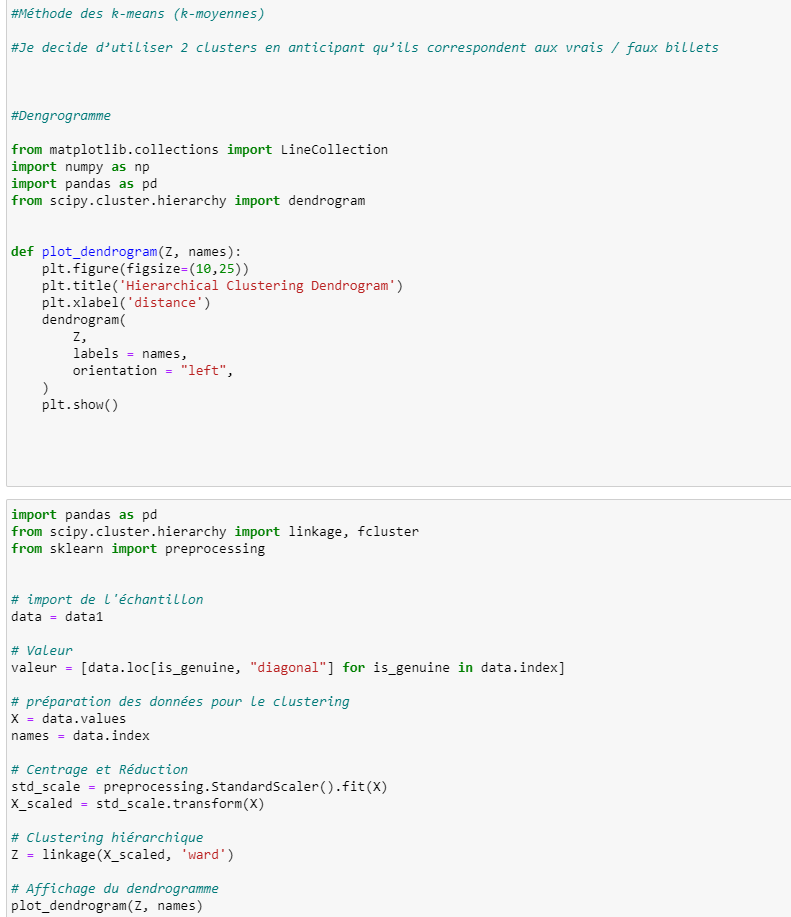 #Méthode des k-means (k-moyennes)
#Je decide d’utiliser 2 clusters en anticipant qu’ils correspondent aux vrais / faux billets
#Dengrogramme
from matplotlib.collections import LineCollection
import numpy as np
import pandas as pd
from scipy.cluster.hierarchy import dendrogram
def plot_dendrogram(Z, names):
    plt.figure(figsize=(10,25))
    plt.title('Hierarchical Clustering Dendrogram')
    plt.xlabel('distance')
    dendrogram(
        Z,
        labels = names,
        orientation = "left",
    )
    plt.show()
import pandas as pd
from scipy.cluster.hierarchy import linkage, fcluster
from sklearn import preprocessing
# import de l'échantillon
data = data1
# Valeur
valeur = [data.loc[is_genuine, "diagonal"] for is_genuine in data.index]
# préparation des données pour le clustering
X = data.values
names = data.index
# Centrage et Réduction
std_scale = preprocessing.StandardScaler().fit(X)
X_scaled = std_scale.transform(X)
# Clustering hiérarchique
Z = linkage(X_scaled, 'ward')
# Affichage du dendrogramme
plot_dendrogram(Z, names)